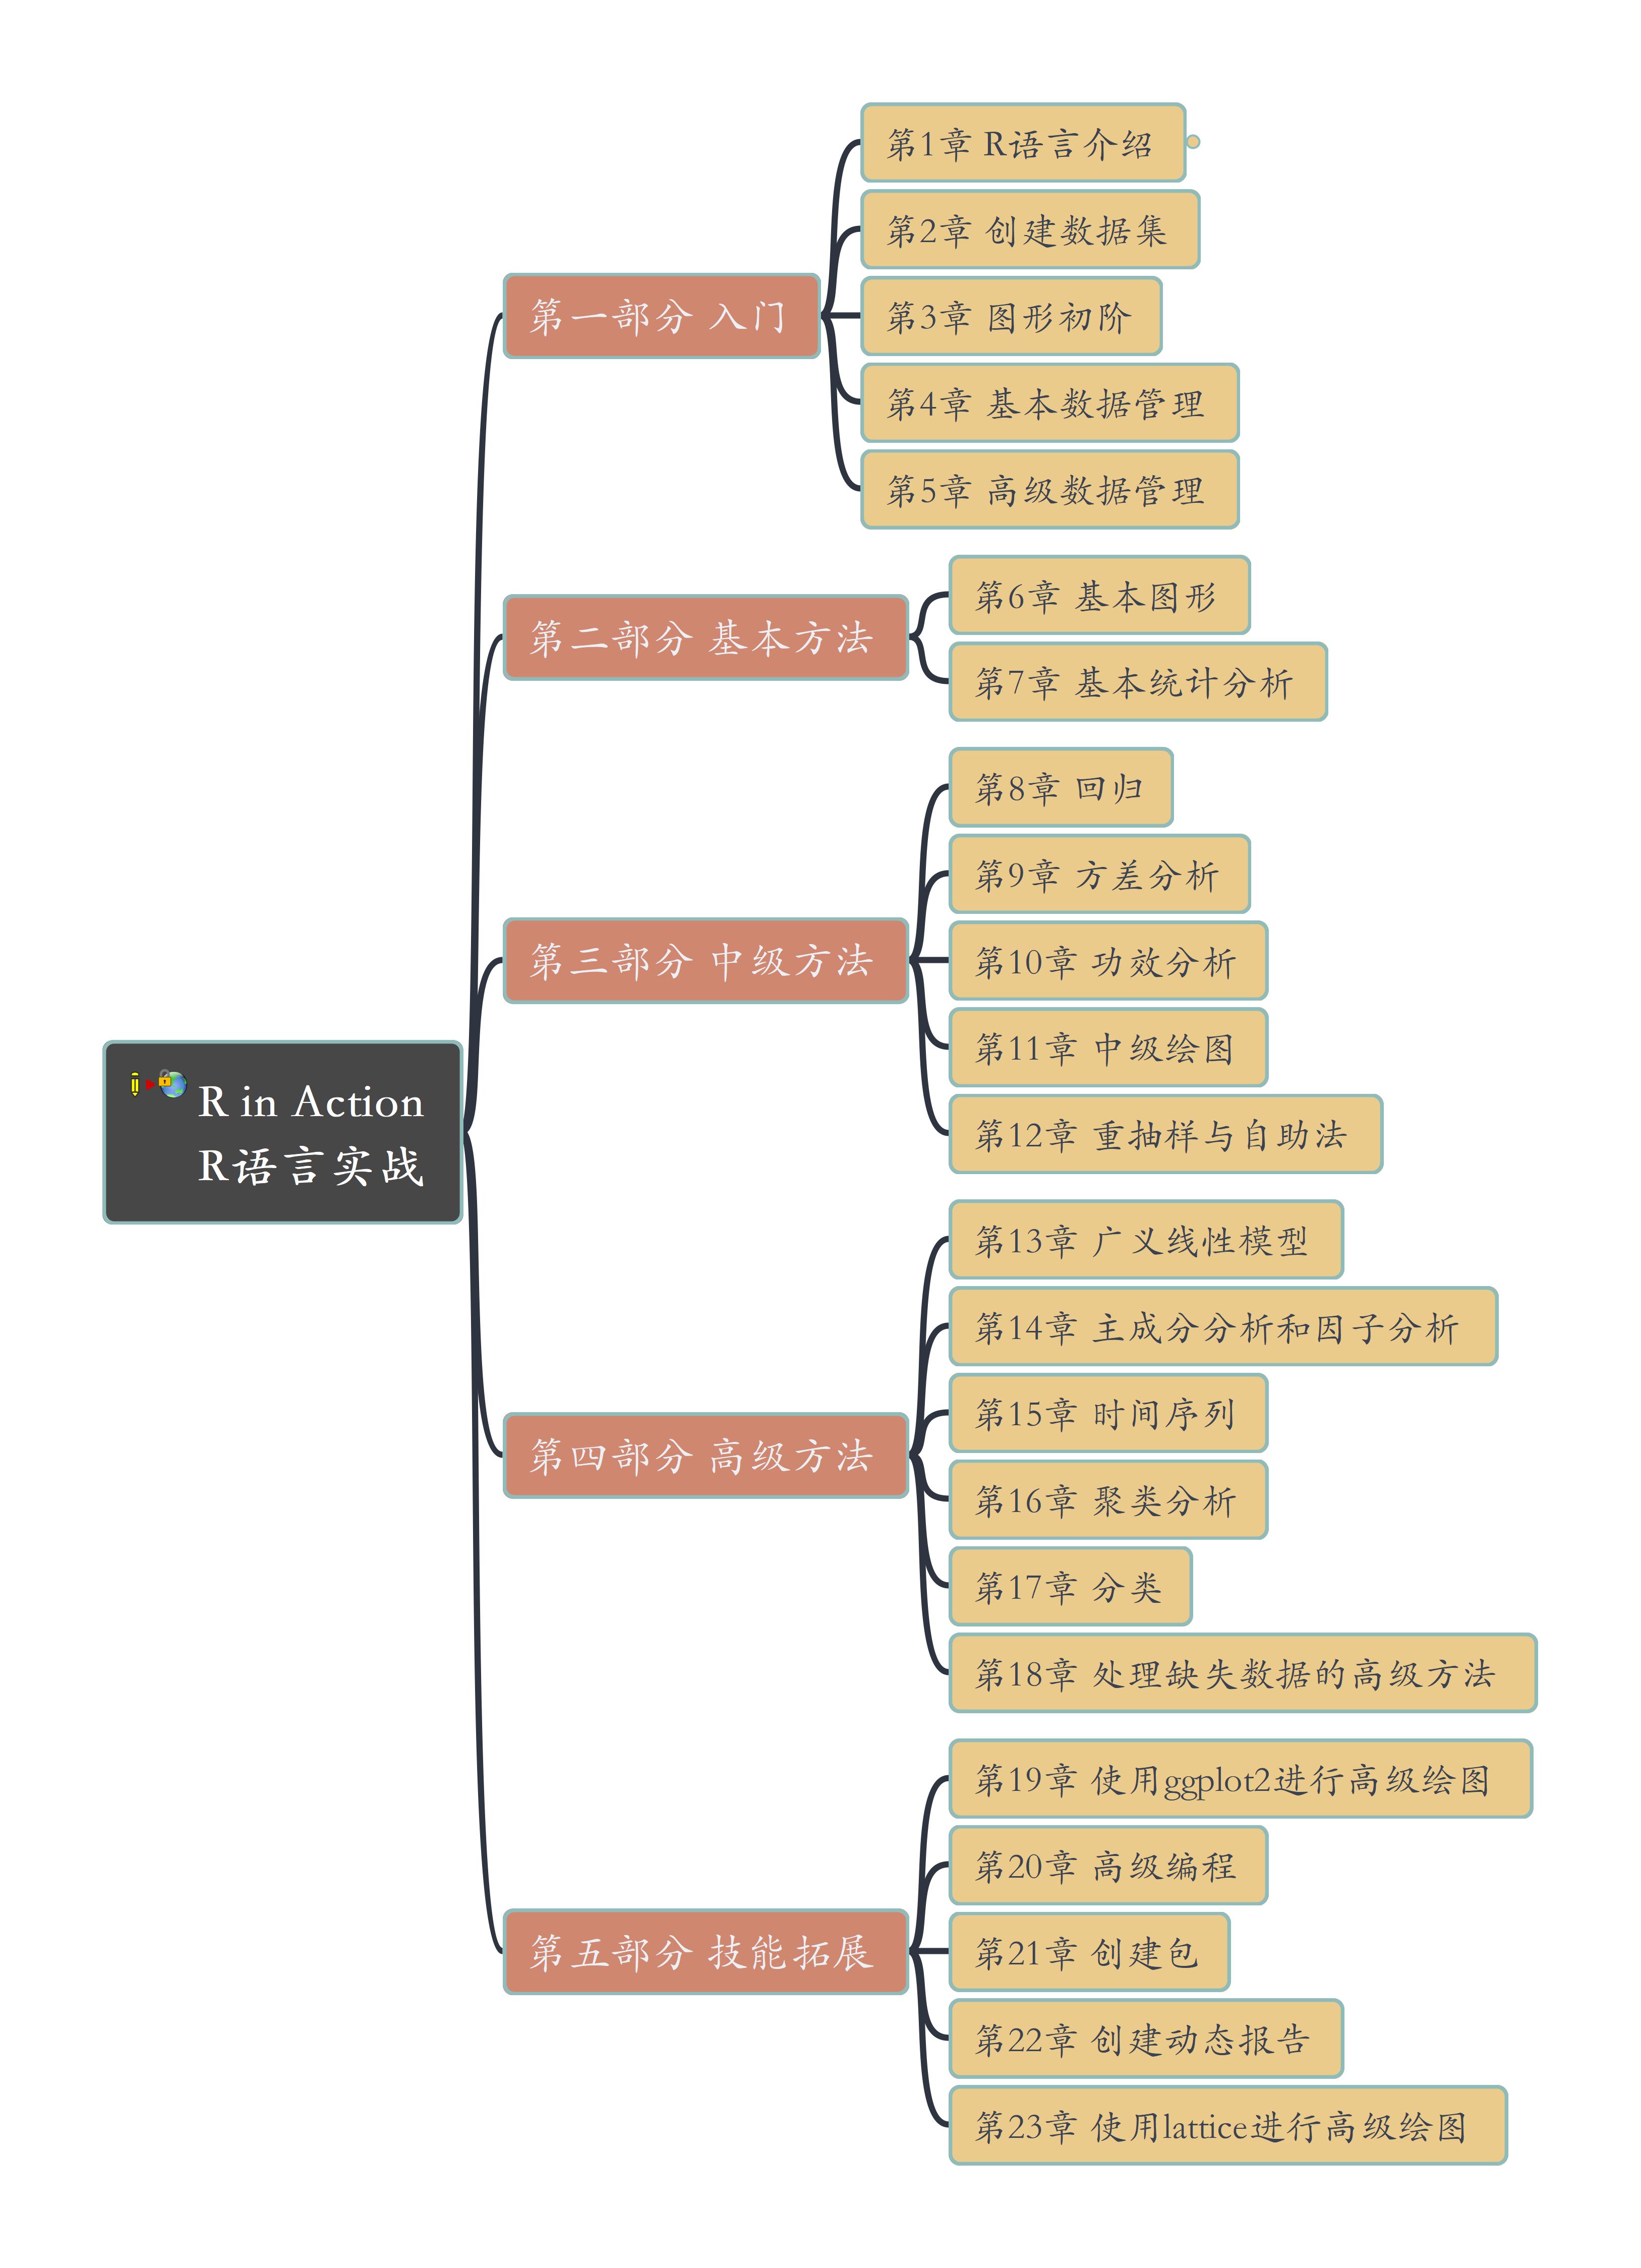 R in Action
R语言实战
第一部分 入门
第1章 R语言介绍
第2章 创建数据集
第3章 图形初阶
第4章 基本数据管理
第5章 高级数据管理
第二部分 基本方法
第6章 基本图形
第7章 基本统计分析
第三部分 中级方法
第8章 回归
第9章 方差分析
第10章 功效分析
第11章 中级绘图
第12章 重抽样与自助法
第四部分 高级方法
第13章 广义线性模型
第14章 主成分分析和因子分析
第15章 时间序列
第16章 聚类分析
第17章 分类
第18章 处理缺失数据的高级方法
第五部分 技能拓展
第19章 使用ggplot2进行高级绘图
第20章 高级编程
第21章 创建包
第22章 创建动态报告
第23章 使用lattice进行高级绘图